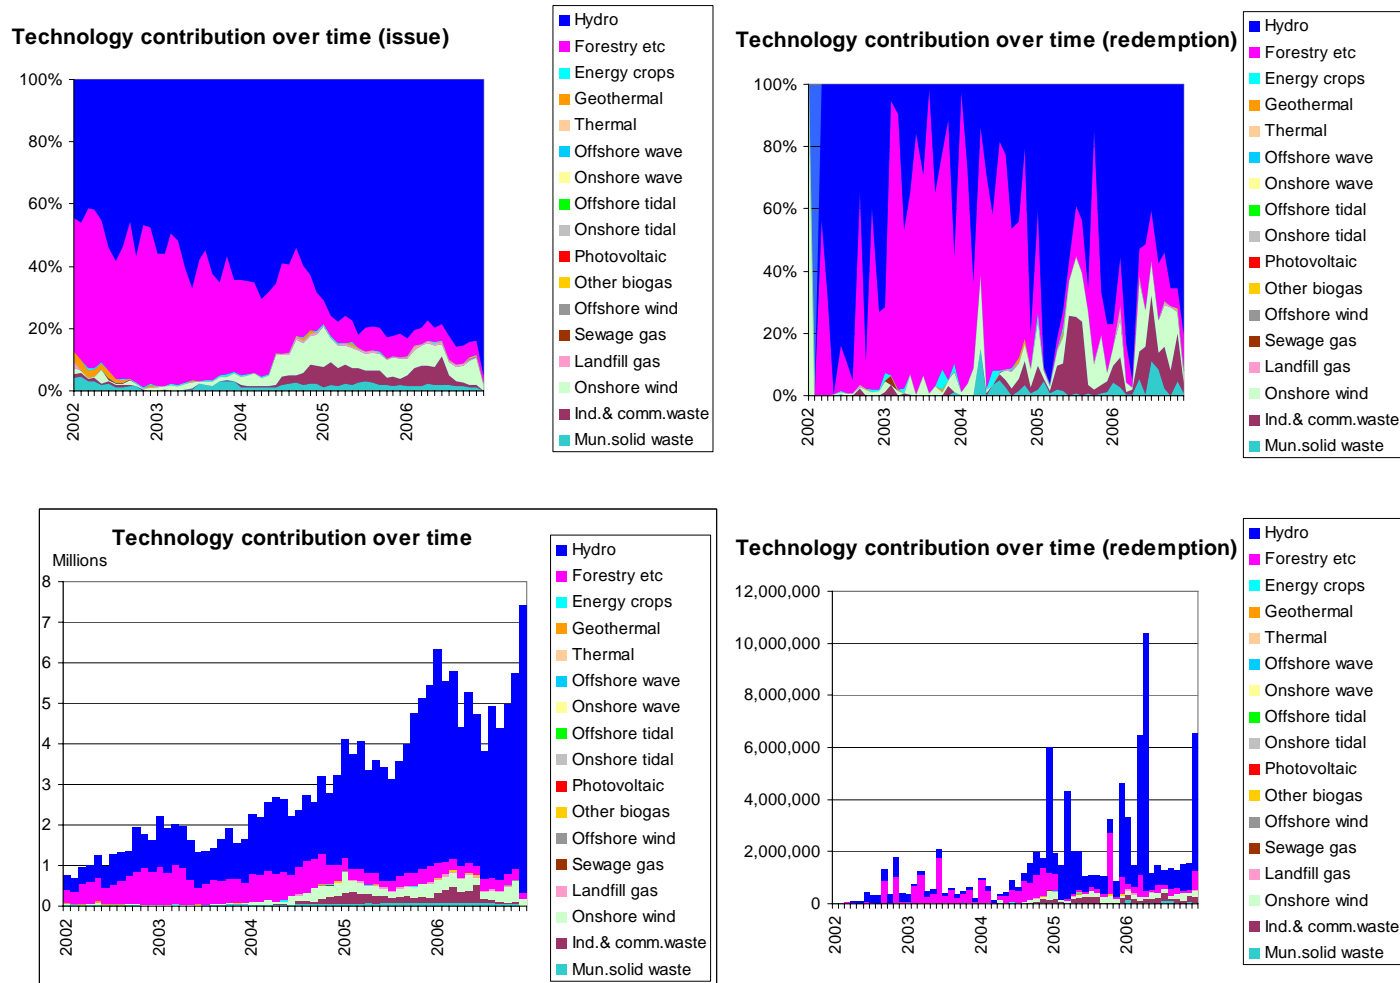 Technology contribution over time (issue)
100%
80%
60%
40%
20%
0%
2002
2003
2004
2005
2006
Hydro
Forestry etc
Energy crops
Geothermal
Thermal
Offshore wave
Onshore wave
Offshore tidal
Onshore tidal
Photovoltaic
Other biogas
Offshore wind
Sewage gas
Landfill gas
Onshore wind
Ind.& comm.waste
Mun.solid waste
Technology contribution over time (redemption)
100%
80%
60%
40%
20%
0%
2002
2003
2004
2005
2006
Hydro
Forestry etc
Energy crops
Geothermal
Thermal
Offshore wave
Onshore wave
Offshore tidal
Onshore tidal
Photovoltaic
Other biogas
Offshore wind
Sewage gas
Landfill gas
Onshore wind
Ind.& comm.waste
Mun.solid waste
Technology contribution over time
Millions
8
7
6
5
4
3
2
1
0
2002
2003
2004
2005
2006
Hydro
Forestry etc
Energy crops
Geothermal
Thermal
Offshore wave
Onshore wave
Offshore tidal
Onshore tidal
Photovoltaic
Other biogas
Offshore wind
Sewage gas
Landfill gas
Onshore wind
Ind.& comm.waste
Mun.solid waste
Technology contribution over time (redemption)
12,000,000
10,000,000
8,000,000
6,000,000
4,000,000
2,000,000
0
2002
2003
2004
2005
2006
Hydro
Forestry etc
Energy crops
Geothermal
Thermal
Offshore wave
Onshore wave
Offshore tidal
Onshore tidal
Photovoltaic
Other biogas
Offshore wind
Sewage gas
Landfill gas
Onshore wind
Ind.& comm.waste
Mun.solid waste